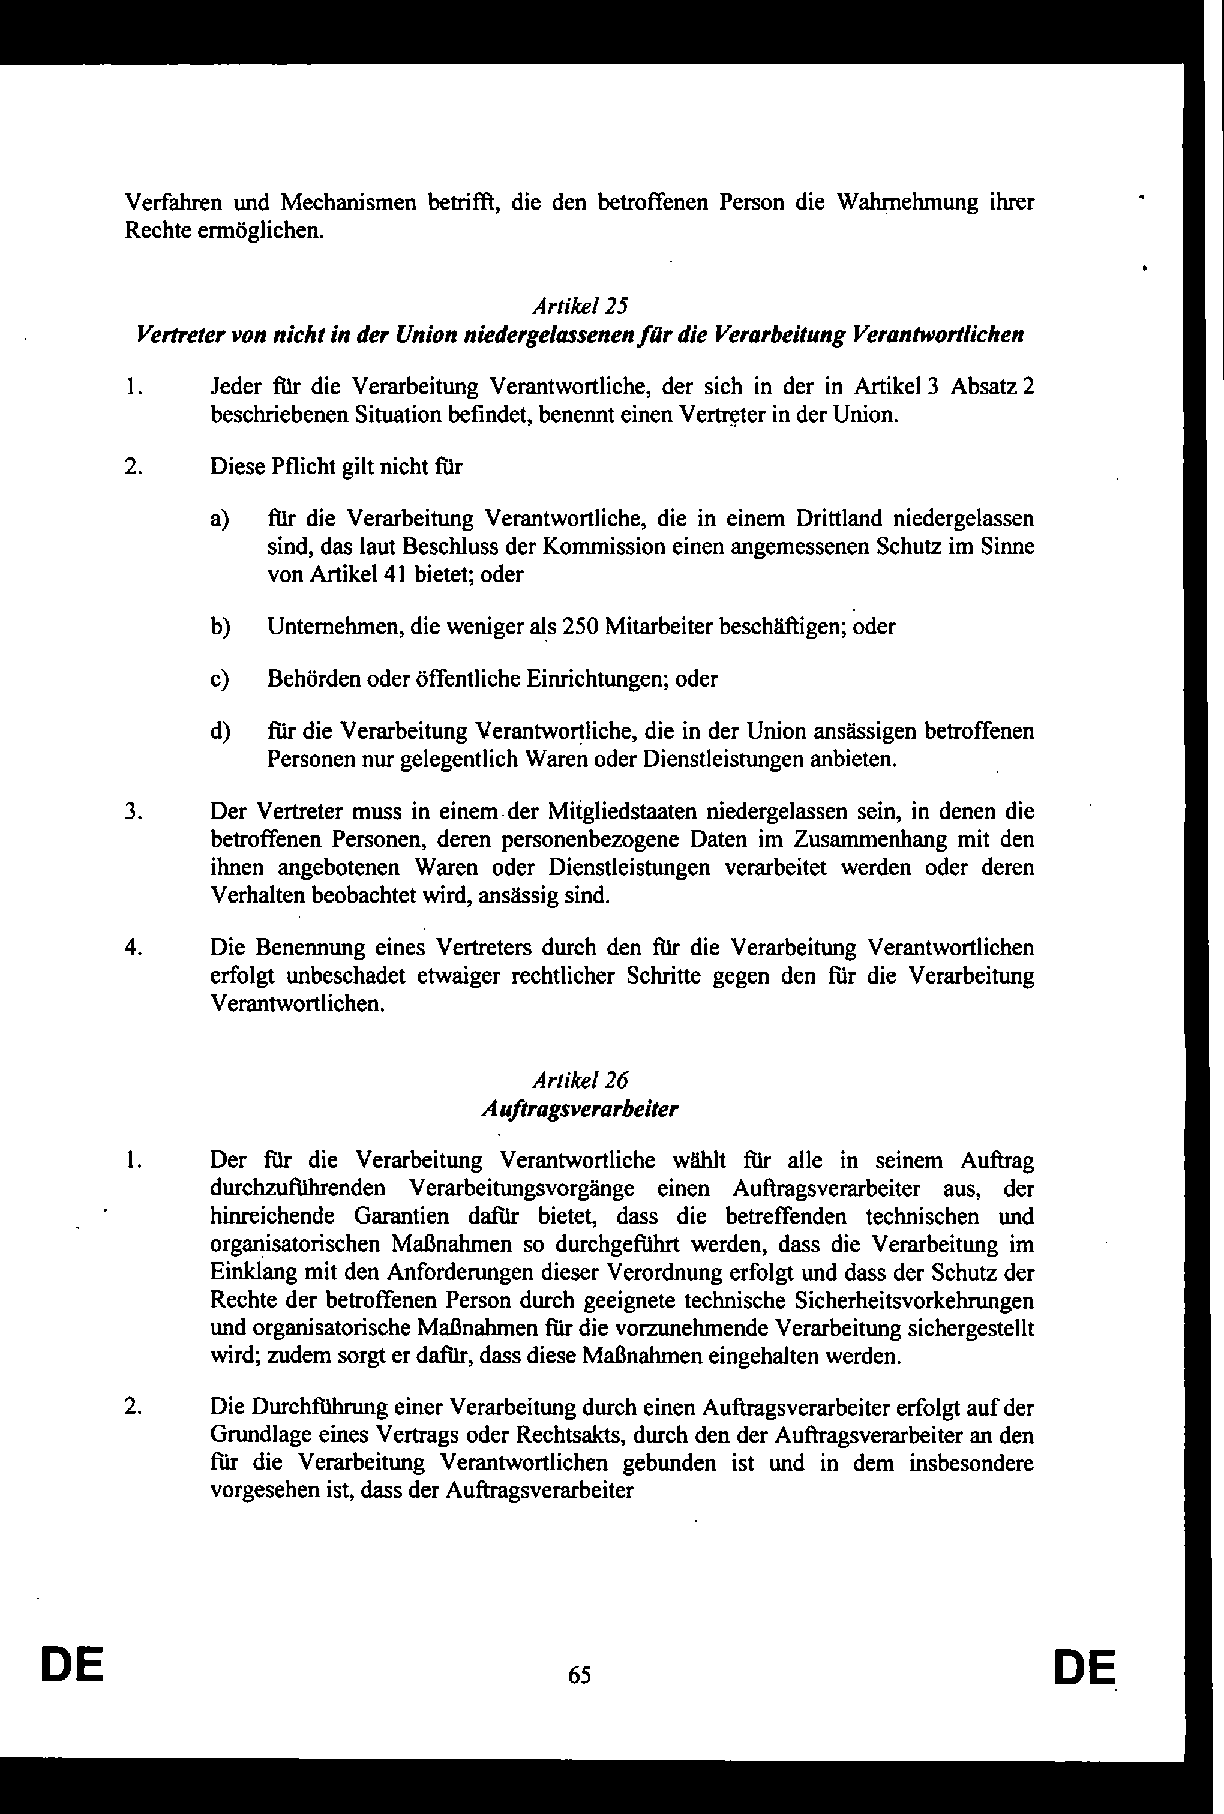 Verfahren und Mechanismen betrifft, die den betroffenen Person die Wahrnehmung ihrer
Rechte ermöglichen.
Artikel 25
Vertreter von nicht in der Union niedergelassenen für die Verarbeitung Verantwortlichen
1. Jeder für die Verarbeitung Verantwortliche, der sich in der in Artikel 3 Absatz 2
beschriebenen Situation befindet, benennt einen Vertreter in der Union.
2. Diese Pflicht gilt nicht für
a) für die Verarbeitung Verantwortliche, die in einem Drittland niedergelassen
sind, das laut Beschluss der Kommission einen angemessenen Schutz im Sinne
von Artikel 41 bietet; oder
b) Unternehmen, die weniger als 250 Mitarbeiter beschäftigen; oder
c) Behörden oder öffentliche Einrichtungen; oder
d) für die Verarbeitung Verantwortliche, die in der Union ansässigen betroffenen
Personen nur gelegentlich Waren oder Dienstleistungen anbieten.
3. Der Vertreter muss in einem der Mitgliedstaaten niedergelassen sein, in denen die
betroffenen Personen, deren personenbezogene Daten im Zusammenhang mit den
ihnen angebotenen Waren oder Dienstleistungen verarbeitet werden oder deren
Verhalten beobachtet wird, ansässig sind.
4. Die Benennung eines Vertreters durch den für die Verarbeitung Verantwortlichen
erfolgt unbeschadet etwaiger rechtlicher Schritte gegen den für die Verarbeitung
Verantwortlichen.
Artikel 26
Auftragsverarbeiter
1. Der für die Verarbeitung Verantwortliche wählt für alle in seinem Auftrag
durchzuführenden Verarbeitungsvorgänge einen Auftragsverarbeiter aus, der
hinreichende Garantien dafür bietet, dass die betreffenden technischen und
organisatorischen Maßnahmen so durchgeführt werden, dass die Verarbeitung im
Einklang mit den Anforderungen dieser Verordnung erfolgt und dass der Schutz der
Rechte der betroffenen Person durch geeignete technische Sicherheitsvorkehrungen
und organisatorische Maßnahmen für die vorzunehmende Verarbeitung sichergestellt
wird; zudem sorgt er dafür, dass diese Maßnahmen eingehalten werden.
2. Die Durchführung einer Verarbeitung durch einen Auftragsverarbeiter erfolgt auf der
Grundlage eines Vertrags oder Rechtsakts, durch den der Auftragsverarbeiter an den
für die Verarbeitung Verantwortlichen gebunden ist und in dem insbesondere
vorgesehen ist, dass der Auftragsverarbeiter
DE 65 DE